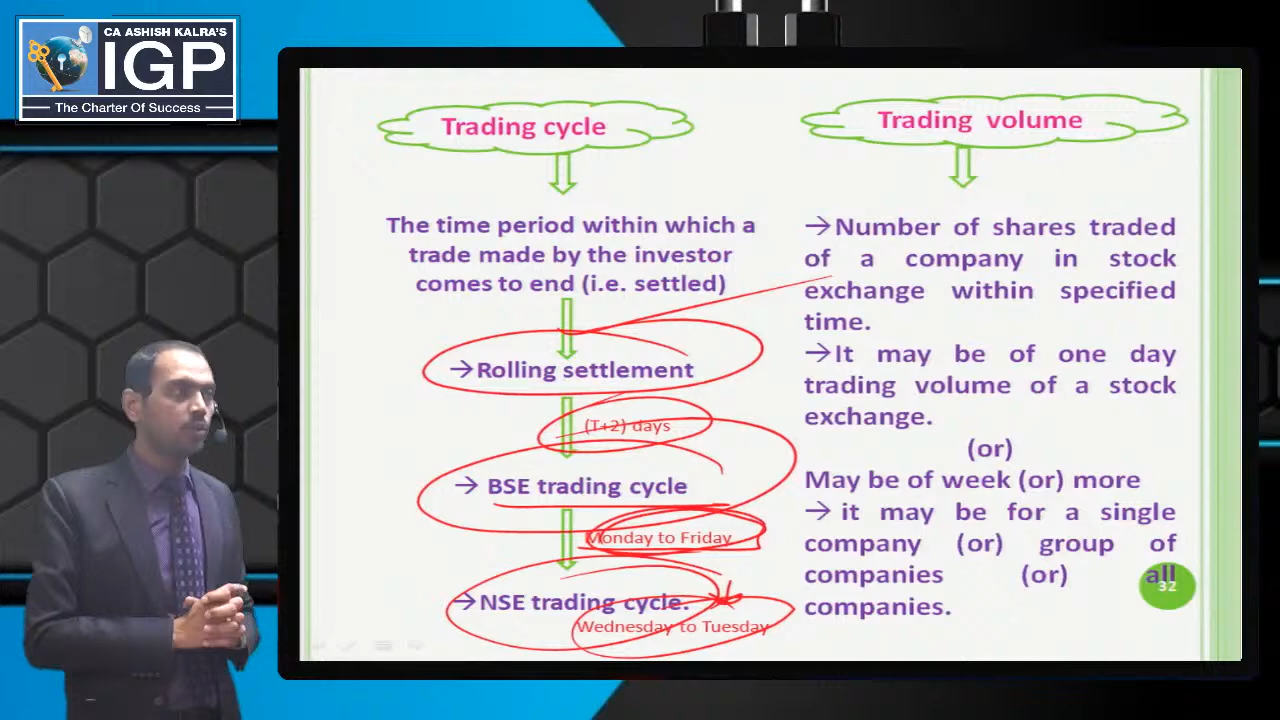 CA ASHISH KALRA'S
IGP
The Charter Of Success
Trading cycle
The time period within which a
trade made by the investor
comes to end (i.e. settled)
→Rolling settlement
(T+2) days
→ BSE trading cycle
Monday to Friday
→NSE trading cycle.
Wednesday to Tuesday
Trading volume
→Number of shares traded
of a company in stock
exchange within specified
time.
→It may be of one day
trading volume of a stock
exchange.
(or)
May be of week (or) more
→ it may be for a single
company (or) group of
companies (or) all
companies.
32